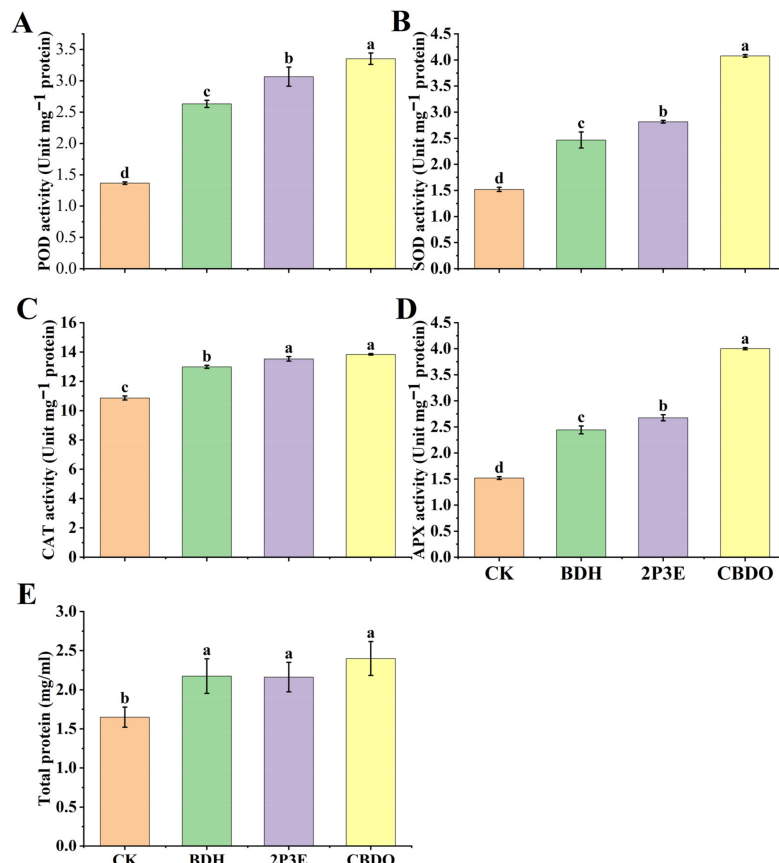 A
POD activity (Unit mg⁻¹ protein)
3.5
3.0
2.5
2.0
1.5
1.0
0.5
0.0
d
c
b
a
B
SOD activity (Unit mg⁻¹ protein)
4.5
4.0
3.5
3.0
2.5
2.0
1.5
1.0
0.5
0.0
d
c
b
a
C
CAT activity (Unit mg⁻¹ protein)
16
14
12
10
8
6
4
2
0
c
b
a
a
D
APX activity (Unit mg⁻¹ protein)
4.5
4.0
3.5
3.0
2.5
2.0
1.5
1.0
0.5
0.0
d
c
b
a
CK BDH 2P3E CBDO
E
Total protein (mg/ml)
3.0
2.5
2.0
1.5
1.0
0.5
0.0
b
a
a
a
CK BDH 2P3E CBDO